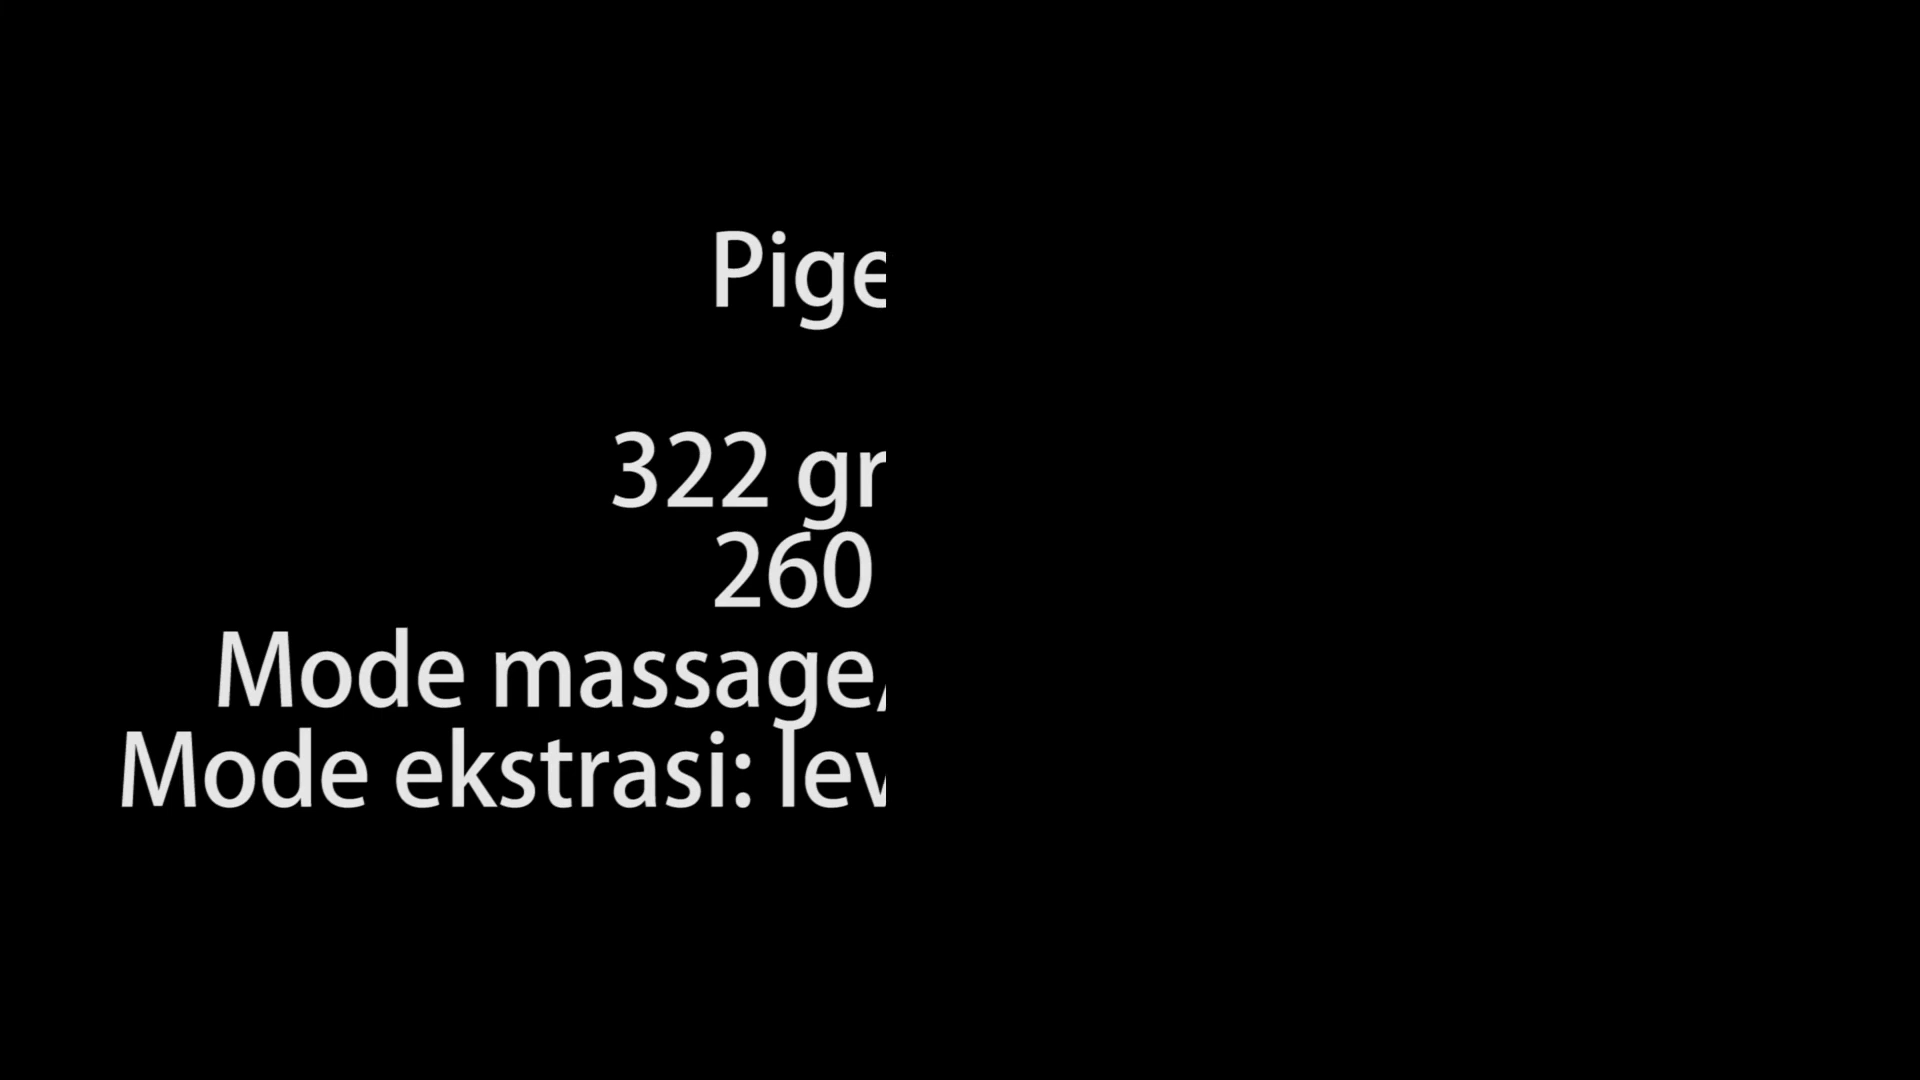 Pige
322 gr
260
Mode massage/
Mode ekstrasi: lev